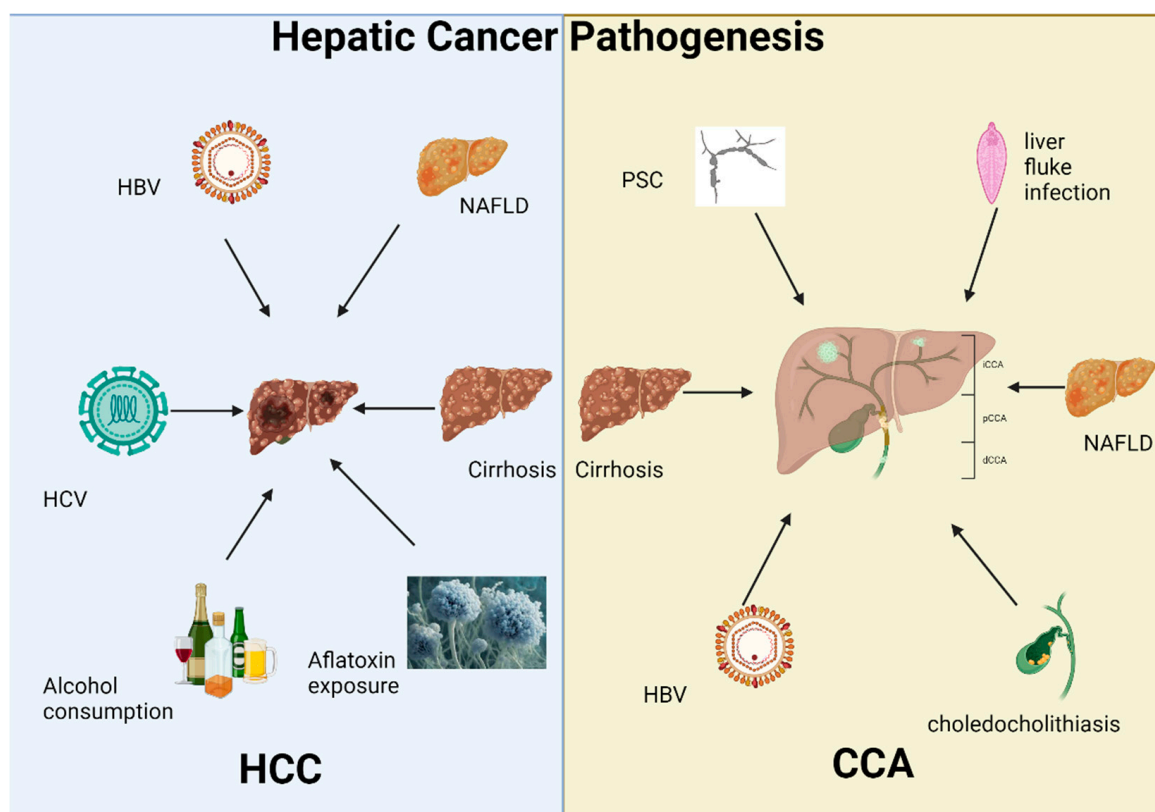 Hepatic Cancer Pathogenesis
HBV
NAFLD
HCV
Cirrhosis
Alcohol
consumption
Aflatoxin
exposure
HCC
PSC
liver
fluke
infection
Cirrhosis
iCCA
pCCA
dCCA
NAFLD
HBV
choledocholithiasis
CCA